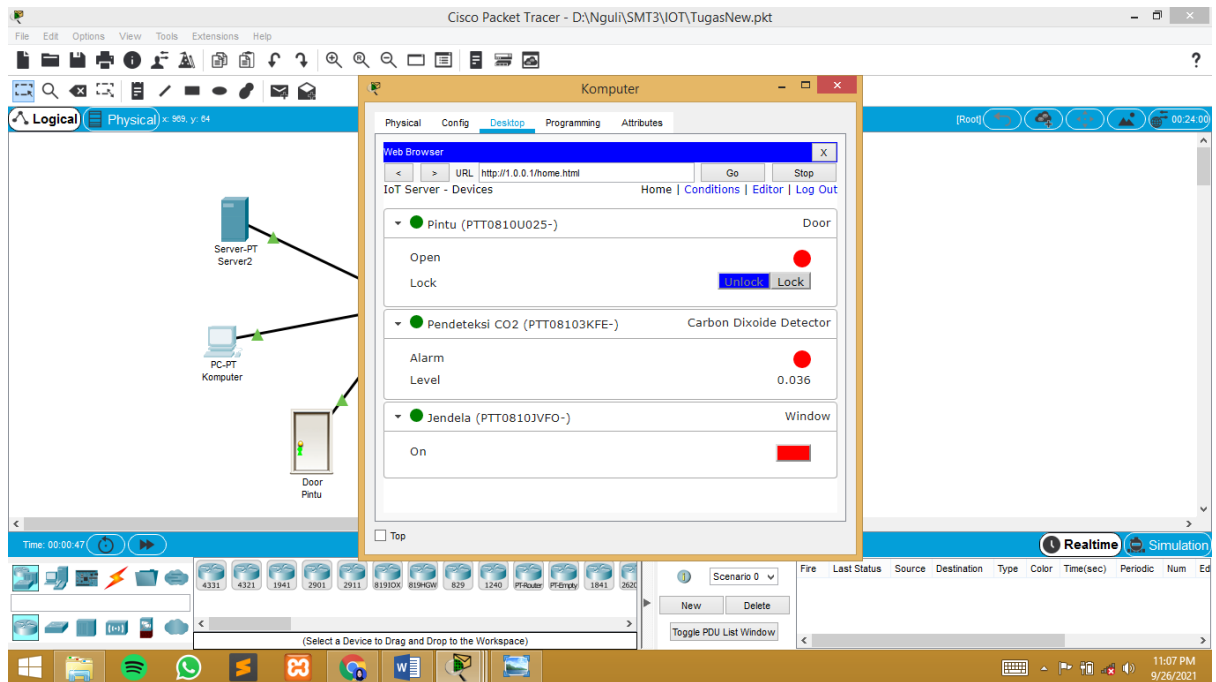 Cisco Packet Tracer - D:\Nguli\SMT3\IOT\TugasNew.pkt
File Edit Options View Tools Extensions Help
?
Logical Physical x: 969, y: 64
[Root] 00:24:00
Komputer
Physical Config Desktop Programming Attributes
Web Browser X
< > URL http://1.0.0.1/home.html Go Stop
IoT Server - Devices Home | Conditions | Editor | Log Out
Pintu (PTT0810U025-) Door
Open
Lock Unlock Lock
Pendeteksi CO2 (PTT08103KFE-) Carbon Dixoide Detector
Alarm
Level 0.036
Jendela (PTT0810JVFO-) Window
On
Top
Server-PT
Server2
PC-PT
Komputer
Door
Pintu
Time: 00:00:47
Realtime Simulation
4331 4321 1941 2901 2911 819IOX 819HGW 829 1240 PT-Router PT-Empty 1841 262
(Select a Device to Drag and Drop to the Workspace)
Scenario 0
New Delete
Toggle PDU List Window
Fire Last Status Source Destination Type Color Time(sec) Periodic Num Ed
11:07 PM
9/26/2021